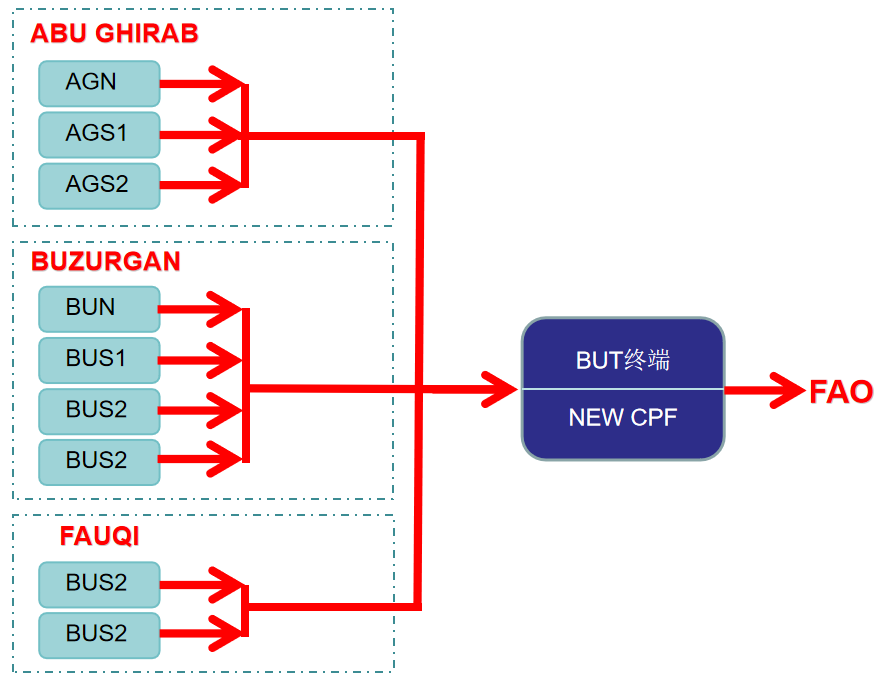 ABU GHIRAB
AGN
AGS1
AGS2
BUZURGAN
BUN
BUS1
BUS2
BUS2
FAUQI
BUS2
BUS2
BUT终端
NEW CPF
FAO